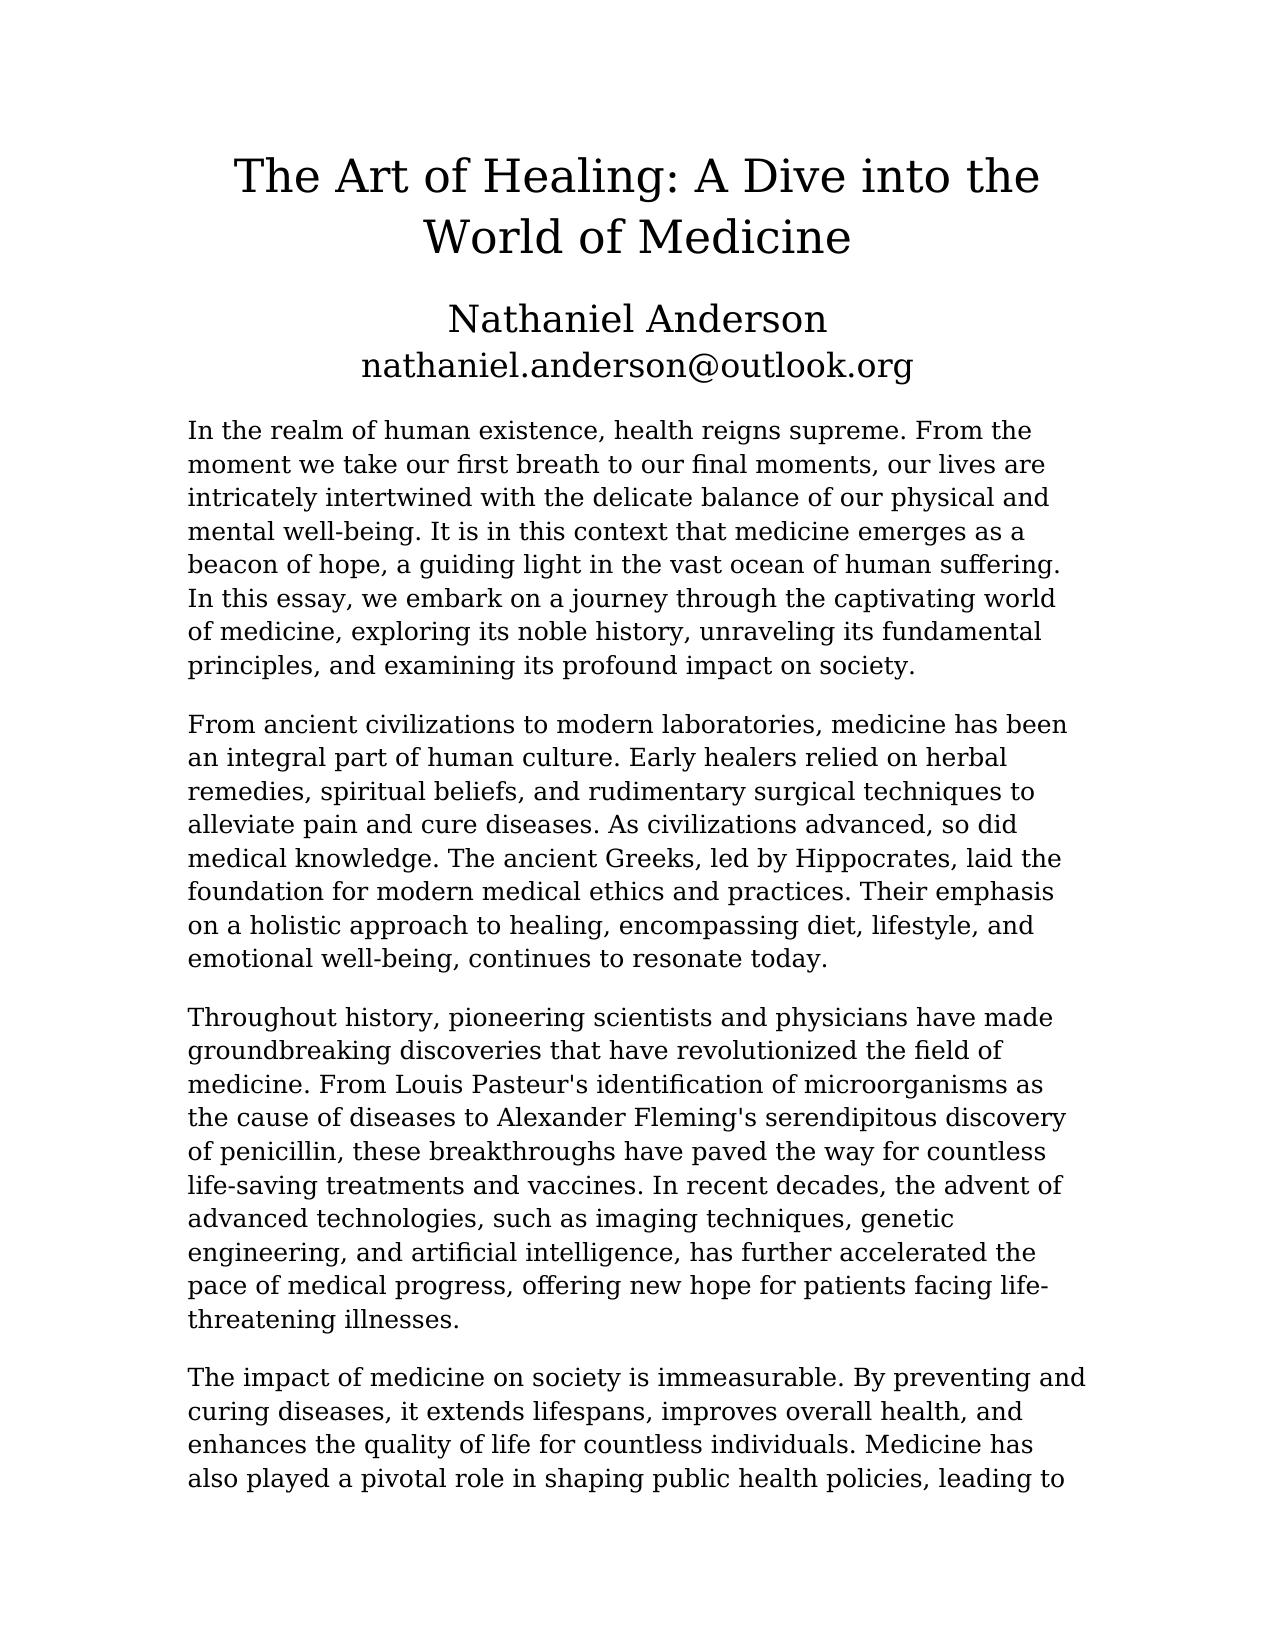 The Art of Healing: A Dive into the
World of Medicine
Nathaniel Anderson
nathaniel.anderson@outlook.org
In the realm of human existence, health reigns supreme. From the
moment we take our first breath to our final moments, our lives are
intricately intertwined with the delicate balance of our physical and
mental well-being. It is in this context that medicine emerges as a
beacon of hope, a guiding light in the vast ocean of human suffering.
In this essay, we embark on a journey through the captivating world
of medicine, exploring its noble history, unraveling its fundamental
principles, and examining its profound impact on society.
From ancient civilizations to modern laboratories, medicine has been
an integral part of human culture. Early healers relied on herbal
remedies, spiritual beliefs, and rudimentary surgical techniques to
alleviate pain and cure diseases. As civilizations advanced, so did
medical knowledge. The ancient Greeks, led by Hippocrates, laid the
foundation for modern medical ethics and practices. Their emphasis
on a holistic approach to healing, encompassing diet, lifestyle, and
emotional well-being, continues to resonate today.
Throughout history, pioneering scientists and physicians have made
groundbreaking discoveries that have revolutionized the field of
medicine. From Louis Pasteur's identification of microorganisms as
the cause of diseases to Alexander Fleming's serendipitous discovery
of penicillin, these breakthroughs have paved the way for countless
life-saving treatments and vaccines. In recent decades, the advent of
advanced technologies, such as imaging techniques, genetic
engineering, and artificial intelligence, has further accelerated the
pace of medical progress, offering new hope for patients facing life-
threatening illnesses.
The impact of medicine on society is immeasurable. By preventing and
curing diseases, it extends lifespans, improves overall health, and
enhances the quality of life for countless individuals. Medicine has
also played a pivotal role in shaping public health policies, leading to